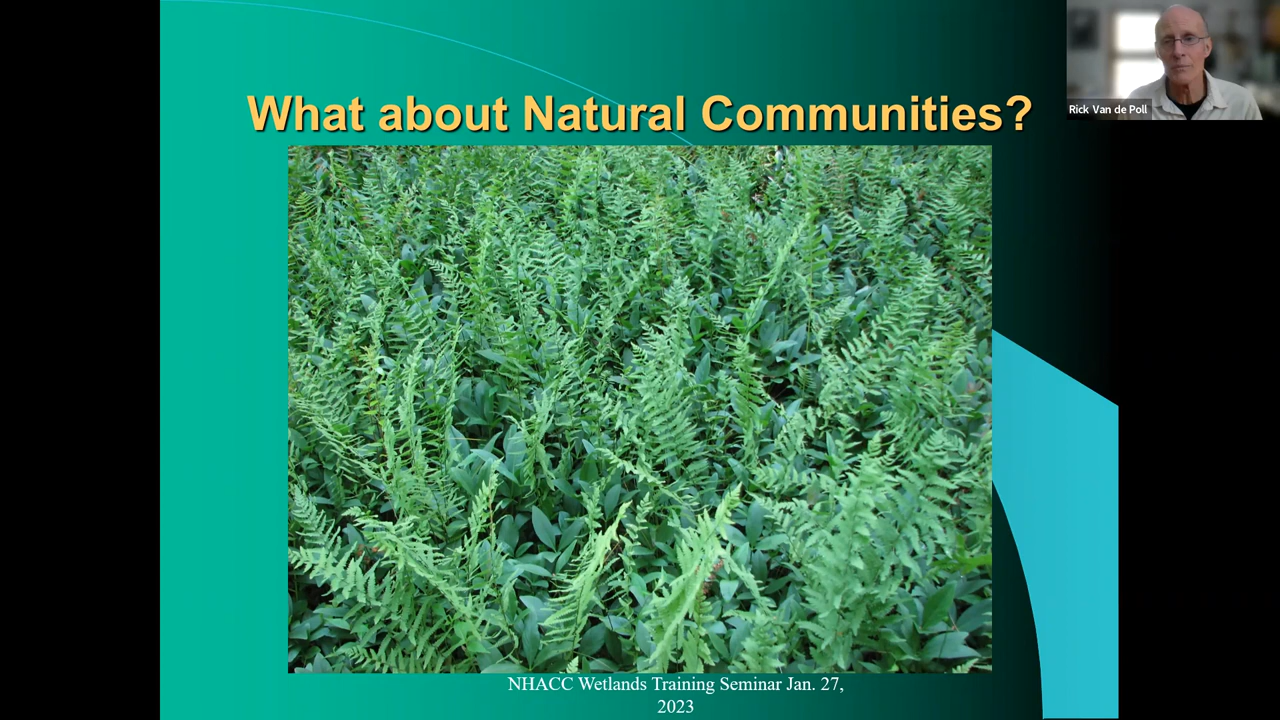 What about Natural Communities?
Rick Van de Poll
NHACC Wetlands Training Seminar Jan. 27,
2023